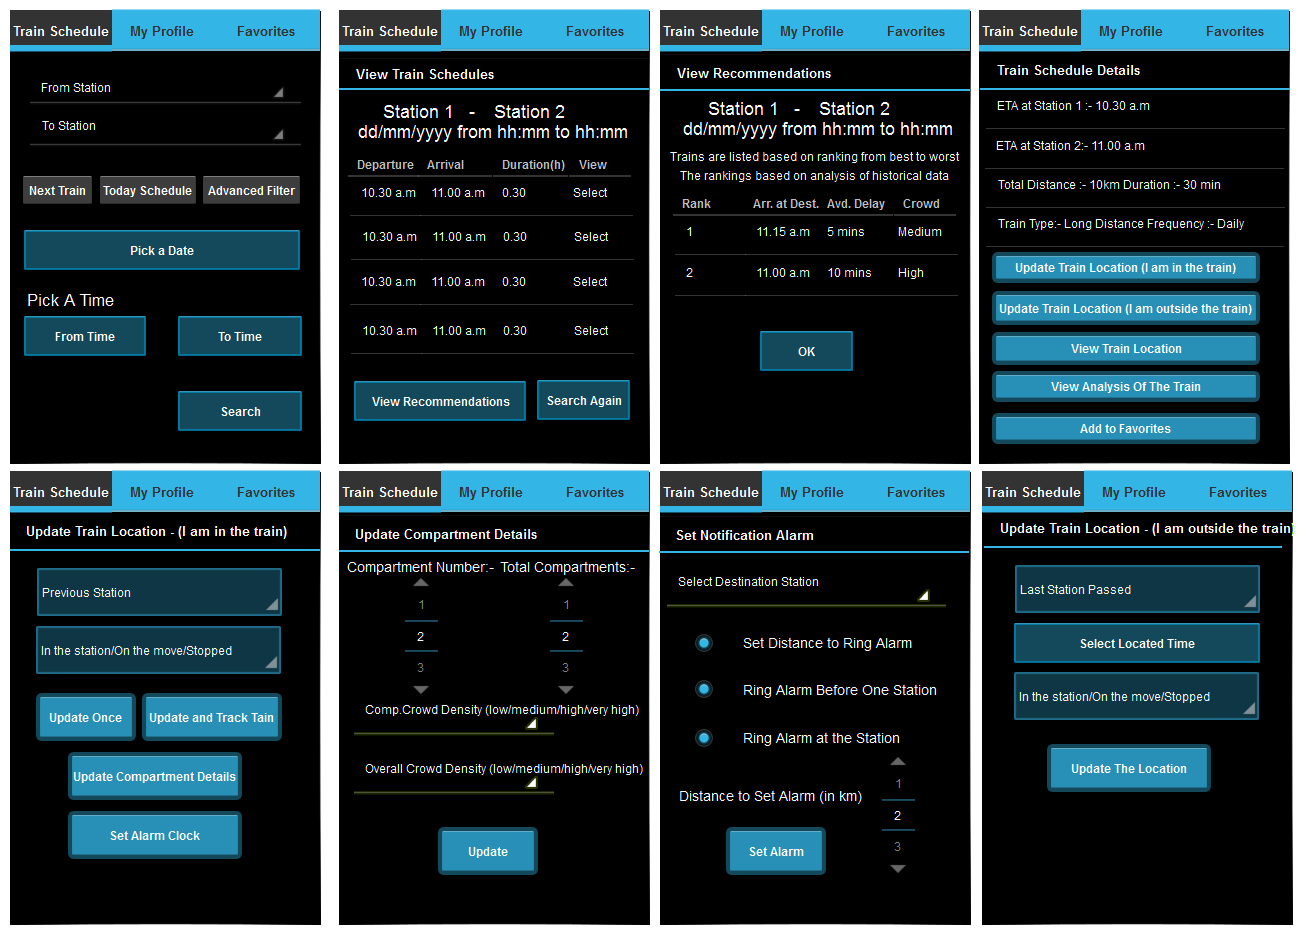 Train Schedule My Profile Favorites
From Station
To Station
Next Train Today Schedule Advanced Filter
Pick a Date
Pick A Time
From Time To Time
Search
Train Schedule My Profile Favorites
View Train Schedules
Station 1 - Station 2
dd/mm/yyyy from hh:mm to hh:mm
Departure Arrival Duration(h) View
10.30 a.m 11.00 a.m 0.30 Select
10.30 a.m 11.00 a.m 0.30 Select
10.30 a.m 11.00 a.m 0.30 Select
10.30 a.m 11.00 a.m 0.30 Select
View Recommendations Search Again
Train Schedule My Profile Favorites
View Recommendations
Station 1 - Station 2
dd/mm/yyyy from hh:mm to hh:mm
Trains are listed based on ranking from best to worst
The rankings based on analysis of historical data
Rank Arr. at Dest. Avd. Delay Crowd
1 11.15 a.m 5 mins Medium
2 11.00 a.m 10 mins High
OK
Train Schedule My Profile Favorites
Train Schedule Details
ETA at Station 1 :- 10.30 a.m
ETA at Station 2:- 11.00 a.m
Total Distance :- 10km Duration :- 30 min
Train Type:- Long Distance Frequency :- Daily
Update Train Location (I am in the train)
Update Train Location (I am outside the train)
View Train Location
View Analysis Of The Train
Add to Favorites
Train Schedule My Profile Favorites
Update Train Location - (I am in the train)
Previous Station
In the station/On the move/Stopped
Update Once Update and Track Tain
Update Compartment Details
Set Alarm Clock
Train Schedule My Profile Favorites
Update Compartment Details
Compartment Number:- Total Compartments:-
1 1
2 2
3 3
Comp.Crowd Density (low/medium/high/very high)
Overall Crowd Density (low/medium/high/very high)
Update
Train Schedule My Profile Favorites
Set Notification Alarm
Select Destination Station
Set Distance to Ring Alarm
Ring Alarm Before One Station
Ring Alarm at the Station
1
Distance to Set Alarm (in km)
2
3
Set Alarm
Train Schedule My Profile Favorites
Update Train Location - (I am outside the train)
Last Station Passed
Select Located Time
In the station/On the move/Stopped
Update The Location